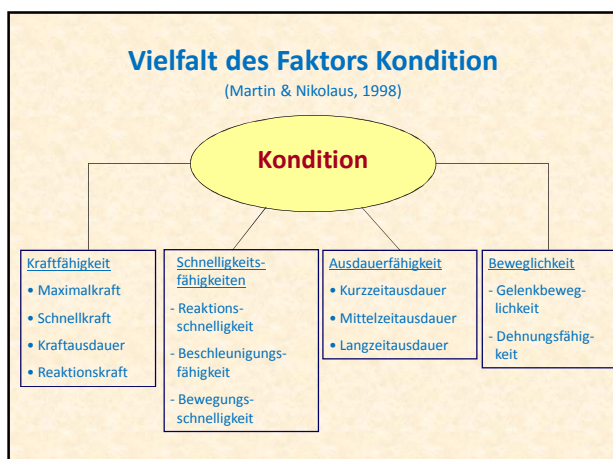 Vielfalt des Faktors Kondition
(Martin & Nikolaus, 1998)
Kondition
Kraftfähigkeit
• Maximalkraft
• Schnellkraft
• Kraftausdauer
• Reaktionskraft
Schnelligkeits-
fähigkeiten
- Reaktions-
schnelligkeit
- Beschleunigungs-
fähigkeit
- Bewegungs-
schnelligkeit
Ausdauerfähigkeit
• Kurzzeitausdauer
• Mittelzeitausdauer
• Langzeitausdauer
Beweglichkeit
- Gelenkbeweg-
lichkeit
- Dehnungsfähig-
keit